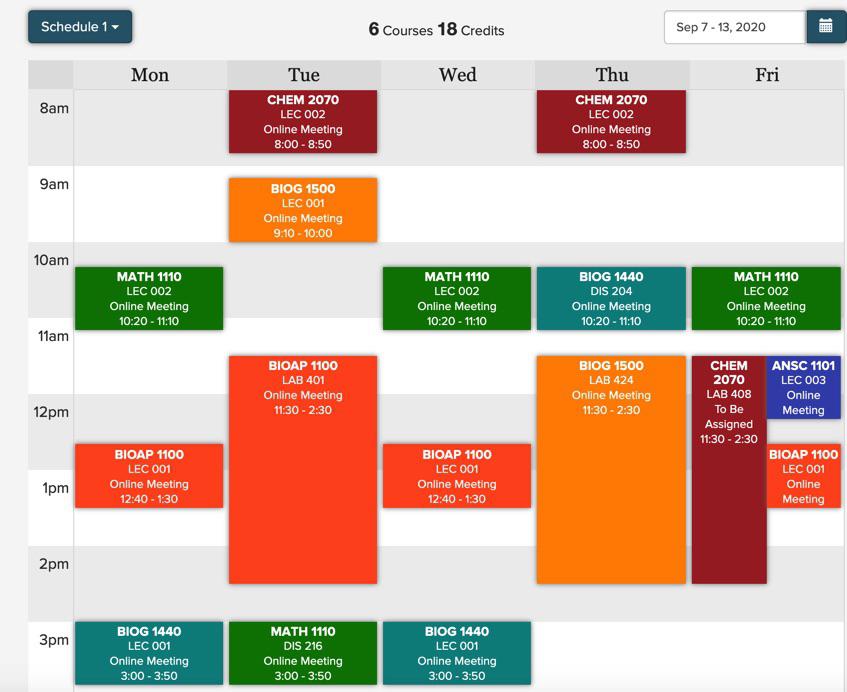 Schedule 1
6 Courses 18 Credits
Sep 7 - 13, 2020
Mon
Tue
Wed
Thu
Fri
8am
CHEM 2070
LEC 002
Online Meeting
8:00 - 8:50
CHEM 2070
LEC 002
Online Meeting
8:00 - 8:50
9am
BIOG 1500
LEC 001
Online Meeting
9:10 - 10:00
10am
MATH 1110
LEC 002
Online Meeting
10:20 - 11:10
MATH 1110
LEC 002
Online Meeting
10:20 - 11:10
BIOG 1440
DIS 204
Online Meeting
10:20 - 11:10
MATH 1110
LEC 002
Online Meeting
10:20 - 11:10
11am
BIOAP 1100
LAB 401
Online Meeting
11:30 - 2:30
BIOG 1500
LAB 424
Online Meeting
11:30 - 2:30
CHEM
2070
LAB 408
To Be
Assigned
11:30 - 2:30
ANSC 1101
LEC 003
Online
Meeting
12pm
BIOAP 1100
LEC 001
Online Meeting
12:40 - 1:30
BIOAP 1100
LEC 001
Online Meeting
12:40 - 1:30
BIOAP 1100
LEC 001
Online
Meeting
1pm
2pm
3pm
BIOG 1440
LEC 001
Online Meeting
3:00 - 3:50
MATH 1110
DIS 216
Online Meeting
3:00 - 3:50
BIOG 1440
LEC 001
Online Meeting
3:00 - 3:50